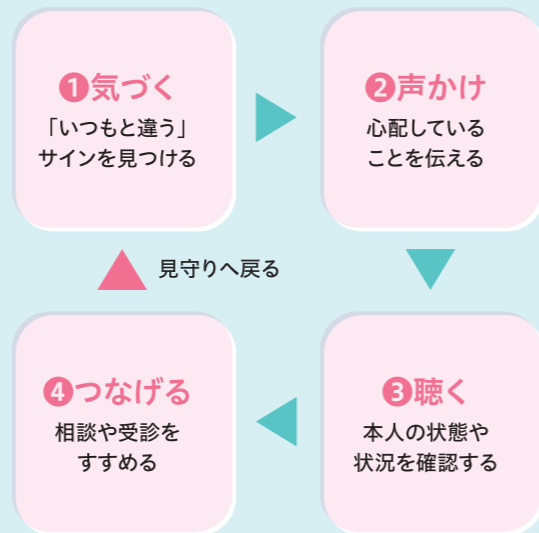 ❶気づく
「いつもと違う」
サインを見つける
❷声かけ
心配している
ことを伝える
❸聴く
本人の状態や
状況を確認する
❹つなげる
相談や受診を
すすめる
見守りへ戻る